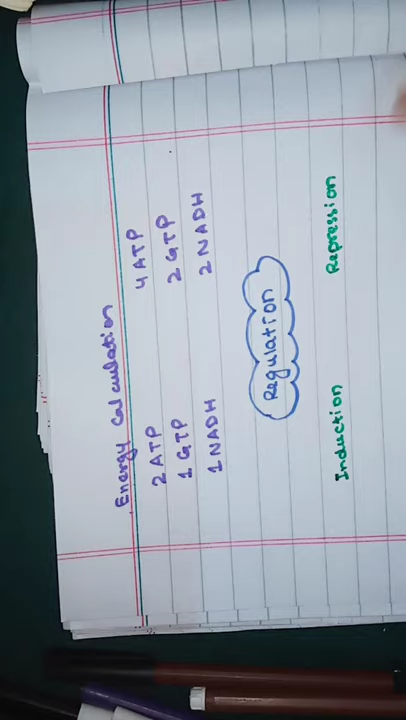 Energy Calculation
2 ATP 4 ATP
1 GTP 2 GTP
1 NADH 2 NADH
Regulation
Induction Repression